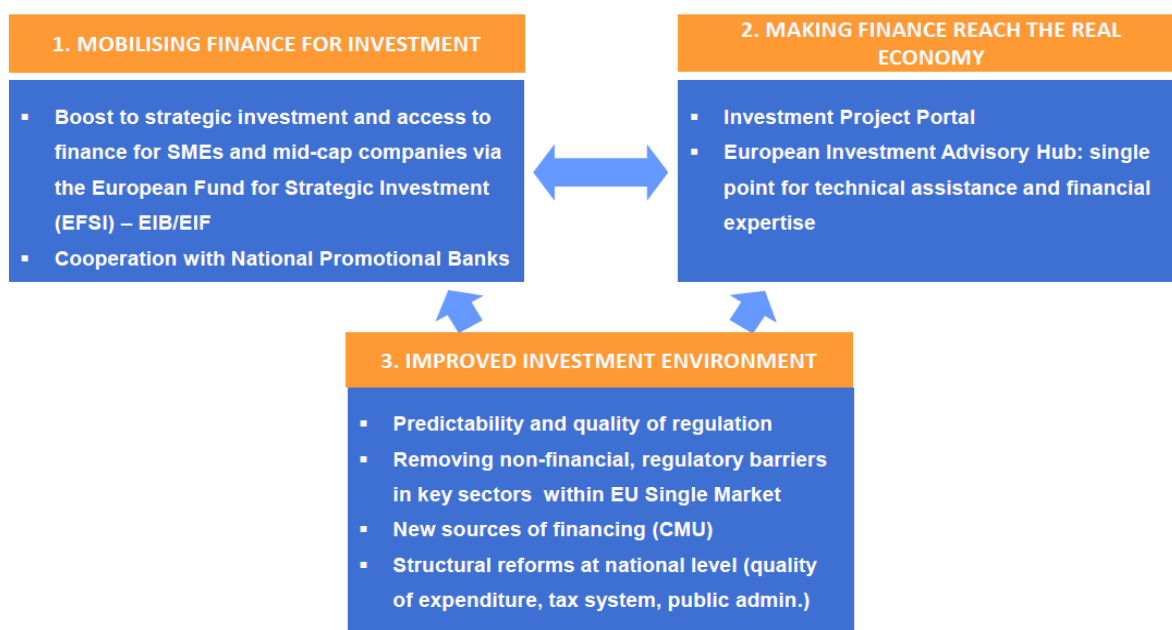 1. MOBILISING FINANCE FOR INVESTMENT
▪ Boost to strategic investment and access to
finance for SMEs and mid-cap companies via
the European Fund for Strategic Investment
(EFSI) – EIB/EIF
▪ Cooperation with National Promotional Banks
2. MAKING FINANCE REACH THE REAL
ECONOMY
▪ Investment Project Portal
▪ European Investment Advisory Hub: single
point for technical assistance and financial
expertise
3. IMPROVED INVESTMENT ENVIRONMENT
▪ Predictability and quality of regulation
▪ Removing non-financial, regulatory barriers
in key sectors within EU Single Market
▪ New sources of financing (CMU)
▪ Structural reforms at national level (quality
of expenditure, tax system, public admin.)